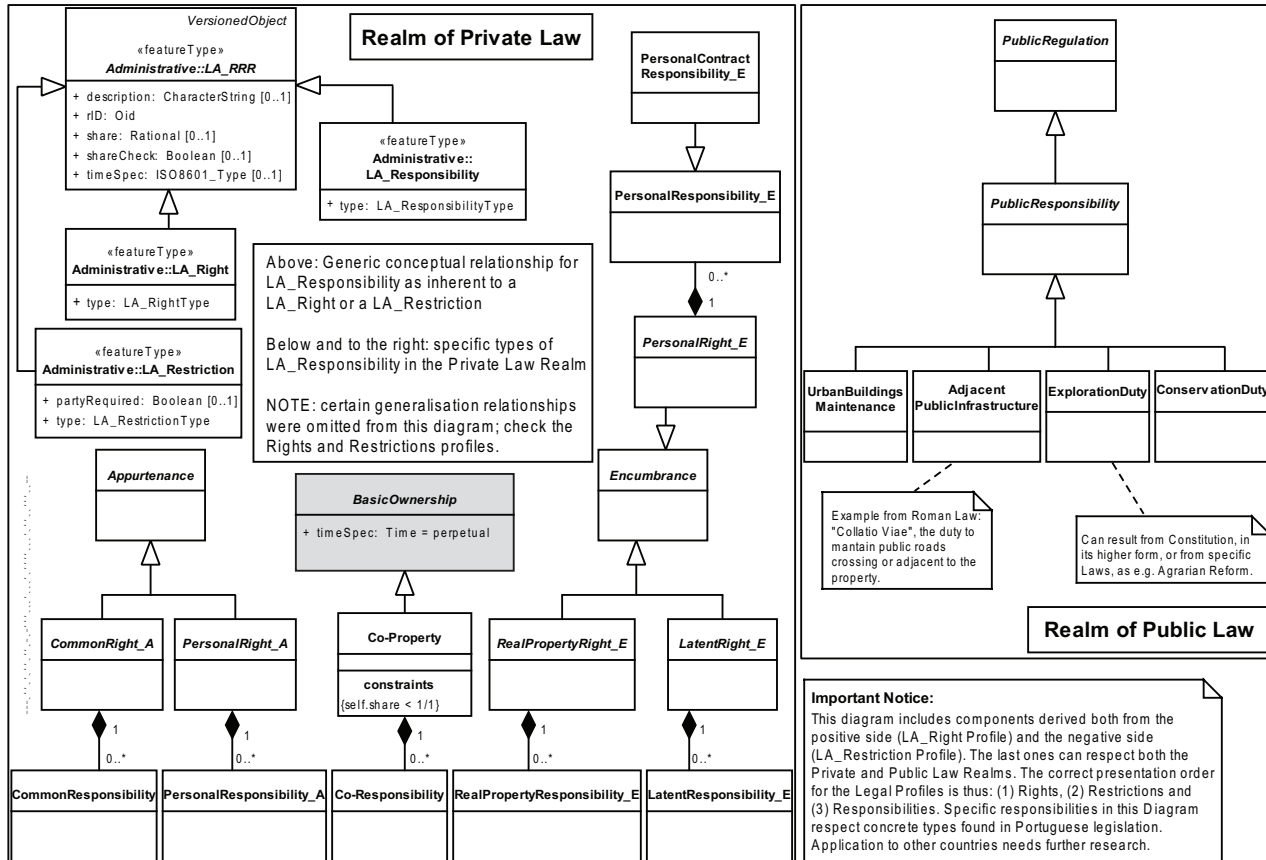 VersionedObject
«featureType»
Administrative::LA_RRR
+ description: CharacterString [0..1]
+ rID: Oid
+ share: Rational [0..1]
+ shareCheck: Boolean [0..1]
+ timeSpec: ISO8601_Type [0..1]
Realm of Private Law
«featureType»
Administrative::
LA_Responsibility
+ type: LA_ResponsibilityType
«featureType»
Administrative::LA_Right
+ type: LA_RightType
«featureType»
Administrative::LA_Restriction
+ partyRequired: Boolean [0..1]
+ type: LA_RestrictionType
Above: Generic conceptual relationship for
LA_Responsibility as inherent to a
LA_Right or a LA_Restriction
Below and to the right: specific types of
LA_Responsibility in the Private Law Realm
NOTE: certain generalisation relationships
were omitted from this diagram; check the
Rights and Restrictions profiles.
PersonalContract
Responsibility_E
PersonalResponsibility_E
0..*
1
PersonalRight_E
Appurtenance
BasicOwnership
+ timeSpec: Time = perpetual
Encumbrance
CommonRight_A
PersonalRight_A
Co-Property
constraints
{self.share < 1/1}
RealPropertyRight_E
LatentRight_E
1
0..*
1
0..*
1
0..*
1
0..*
1
0..*
CommonResponsibility
PersonalResponsibility_A
Co-Responsibility
RealPropertyResponsibility_E
LatentResponsibility_E
PublicRegulation
PublicResponsibility
UrbanBuildings
Maintenance
Adjacent
PublicInfrastructure
ExplorationDuty
ConservationDuty
Example from Roman Law:
"Collatio Viae", the duty to
mantain public roads
crossing or adjacent to the
property.
Can result from Constitution, in
its higher form, or from specific
Laws, as e.g. Agrarian Reform.
Realm of Public Law
Important Notice:
This diagram includes components derived both from the
positive side (LA_Right Profile) and the negative side
(LA_Restriction Profile). The last ones can respect both the
Private and Public Law Realms. The correct presentation order
for the Legal Profiles is thus: (1) Rights, (2) Restrictions and
(3) Responsibilities. Specific responsibilities in this Diagram
respect concrete types found in Portuguese legislation.
Application to other countries needs further research.